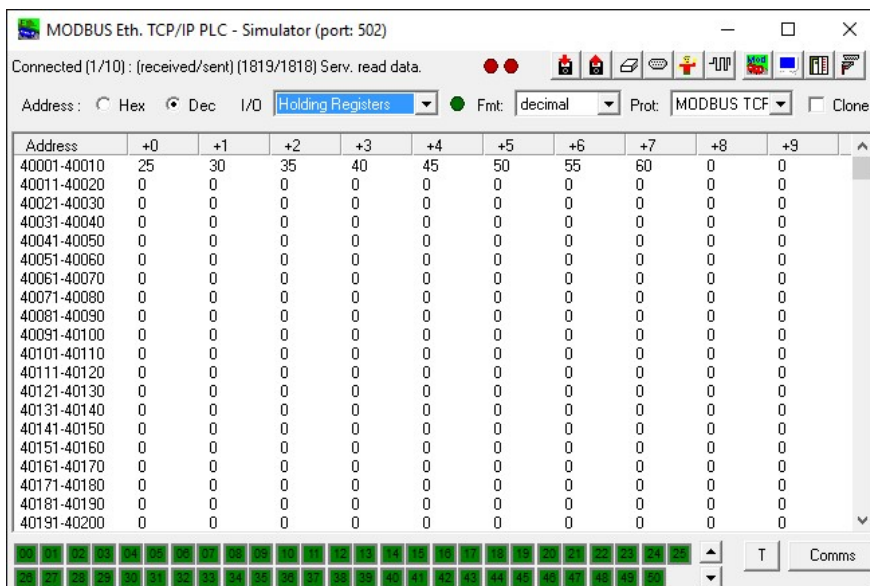 MODBUS Eth. TCP/IP PLC - Simulator (port: 502)
Connected (1/10) : (received/sent) (1819/1818) Serv. read data.
Address : Hex Dec I/O Holding Registers Fmt: decimal Prot: MODBUS TCP Clone
Address +0 +1 +2 +3 +4 +5 +6 +7 +8 +9
40001-40010 25 30 35 40 45 50 55 60 0 0
40011-40020 0 0 0 0 0 0 0 0 0 0
40021-40030 0 0 0 0 0 0 0 0 0 0
40031-40040 0 0 0 0 0 0 0 0 0 0
40041-40050 0 0 0 0 0 0 0 0 0 0
40051-40060 0 0 0 0 0 0 0 0 0 0
40061-40070 0 0 0 0 0 0 0 0 0 0
40071-40080 0 0 0 0 0 0 0 0 0 0
40081-40090 0 0 0 0 0 0 0 0 0 0
40091-40100 0 0 0 0 0 0 0 0 0 0
40101-40110 0 0 0 0 0 0 0 0 0 0
40111-40120 0 0 0 0 0 0 0 0 0 0
40121-40130 0 0 0 0 0 0 0 0 0 0
40131-40140 0 0 0 0 0 0 0 0 0 0
40141-40150 0 0 0 0 0 0 0 0 0 0
40151-40160 0 0 0 0 0 0 0 0 0 0
40161-40170 0 0 0 0 0 0 0 0 0 0
40171-40180 0 0 0 0 0 0 0 0 0 0
40181-40190 0 0 0 0 0 0 0 0 0 0
40191-40200 0 0 0 0 0 0 0 0 0 0
00 01 02 03 04 05 06 07 08 09 10 11 12 13 14 15 16 17 18 19 20 21 22 23 24 25 T Comms
26 27 28 29 30 31 32 33 34 35 36 37 38 39 40 41 42 43 44 45 46 47 48 49 50